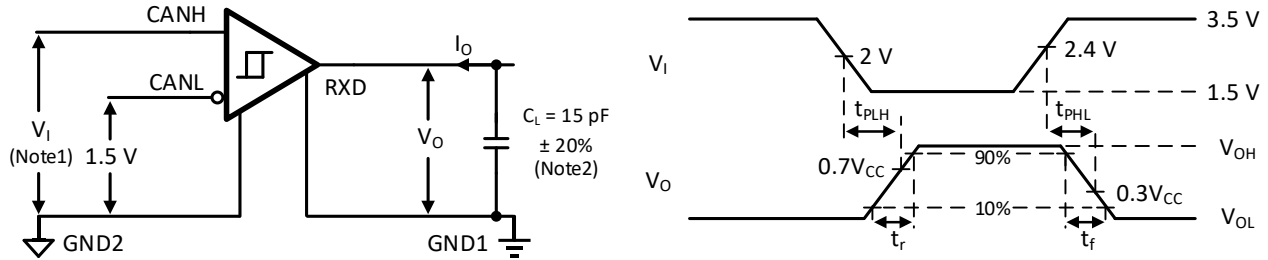 CANH
CANL
I_O
RXD
V_I
(Note1)
1.5 V
V_O
C_L = 15 pF
± 20%
(Note2)
GND2
GND1
V_I
2 V
2.4 V
3.5 V
1.5 V
t_PLH
t_PHL
V_O
0.7V_CC
90%
10%
0.3V_CC
V_OH
V_OL
t_r
t_f